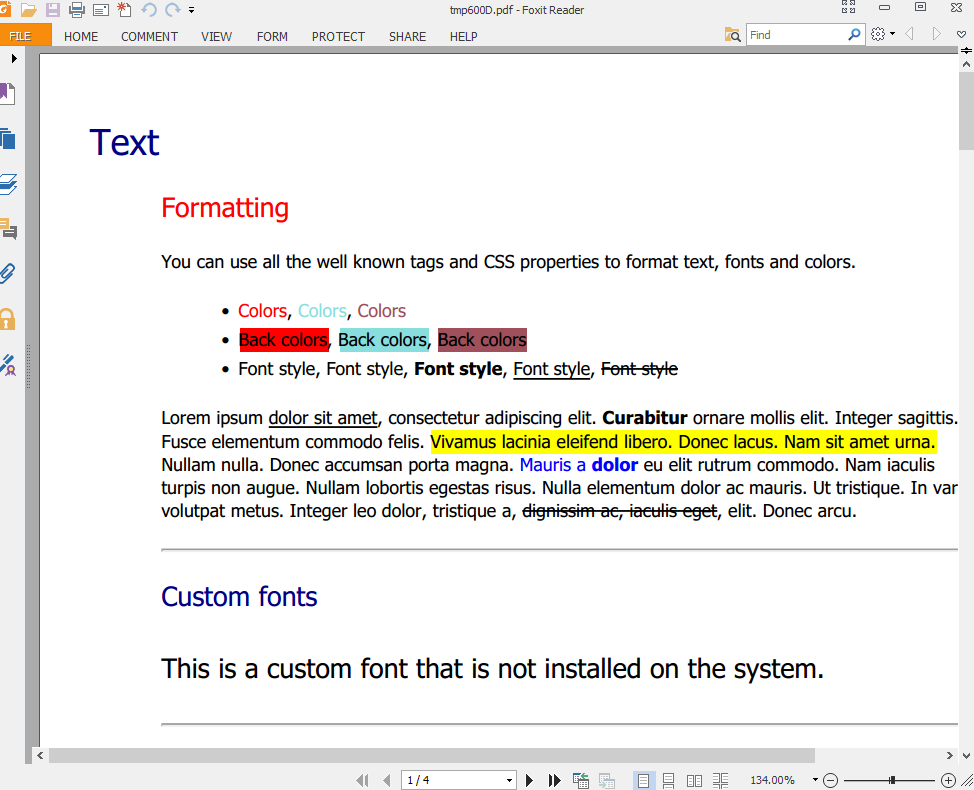 tmp600D.pdf - Foxit Reader
FILE HOME COMMENT VIEW FORM PROTECT SHARE HELP Find
Text
Formatting
You can use all the well known tags and CSS properties to format text, fonts and colors.
• Colors, Colors, Colors
• Back colors, Back colors, Back colors
• Font style, Font style, Font style, Font style, Font style
Lorem ipsum dolor sit amet, consectetur adipiscing elit. Curabitur ornare mollis elit. Integer sagittis.
Fusce elementum commodo felis. Vivamus lacinia eleifend libero. Donec lacus. Nam sit amet urna.
Nullam nulla. Donec accumsan porta magna. Mauris a dolor eu elit rutrum commodo. Nam iaculis
turpis non augue. Nullam lobortis egestas risus. Nulla elementum dolor ac mauris. Ut tristique. In var
volutpat metus. Integer leo dolor, tristique a, dignissim ac, iaculis eget, elit. Donec arcu.
Custom fonts
This is a custom font that is not installed on the system.
1 / 4 134.00%